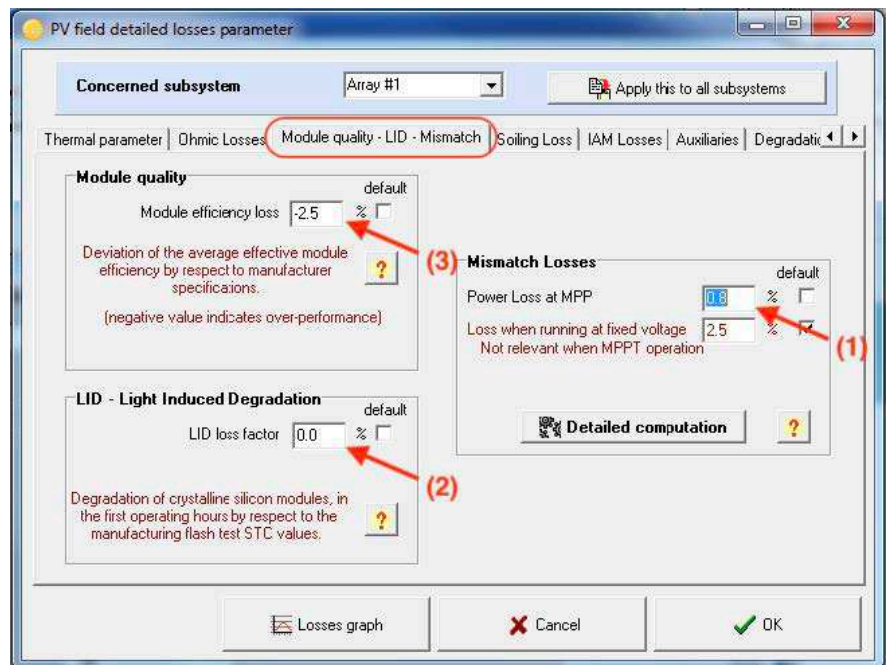 PV field detailed losses parameter
Concerned subsystem
Array #1
Apply this to all subsystems
Thermal parameter
Ohmic Losses
Module quality - LID - Mismatch
Soiling Loss
IAM Losses
Auxiliaries
Degradatic
Module quality
default
Module efficiency loss -2.5 %
Deviation of the average effective module
efficiency by respect to manufacturer
specifications.
(negative value indicates over-performance)
?
(3)
Mismatch Losses
default
Power Loss at MPP 0.8 %
Loss when running at fixed voltage 2.5 %
Not relevant when MPPT operation
(1)
Detailed computation
?
LID - Light Induced Degradation
default
LID loss factor 0.0 %
(2)
Degradation of crystalline silicon modules, in
the first operating hours by respect to the
manufacturing flash test STC values.
?
Losses graph
Cancel
OK